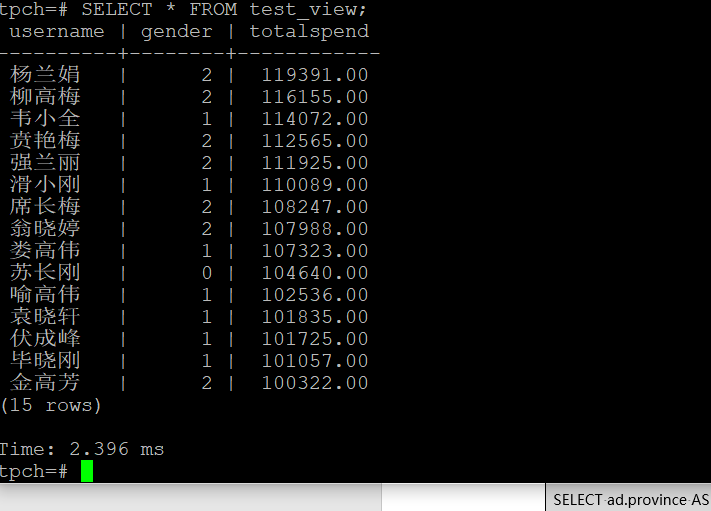 tpch=# SELECT * FROM test_view;
username | gender | totalspend
----------+--------+------------
杨兰娟 | 2 | 119391.00
柳高梅 | 2 | 116155.00
韦小全 | 1 | 114072.00
贲艳梅 | 2 | 112565.00
强兰丽 | 2 | 111925.00
滑小刚 | 1 | 110089.00
席长梅 | 2 | 108247.00
翁晓婷 | 2 | 107988.00
娄高伟 | 1 | 107323.00
苏长刚 | 0 | 104640.00
喻高伟 | 1 | 102536.00
袁晓轩 | 1 | 101835.00
伏成峰 | 1 | 101725.00
毕晓刚 | 1 | 101057.00
金高芳 | 2 | 100322.00
(15 rows)
Time: 2.396 ms
tpch=#
SELECT ad.province AS